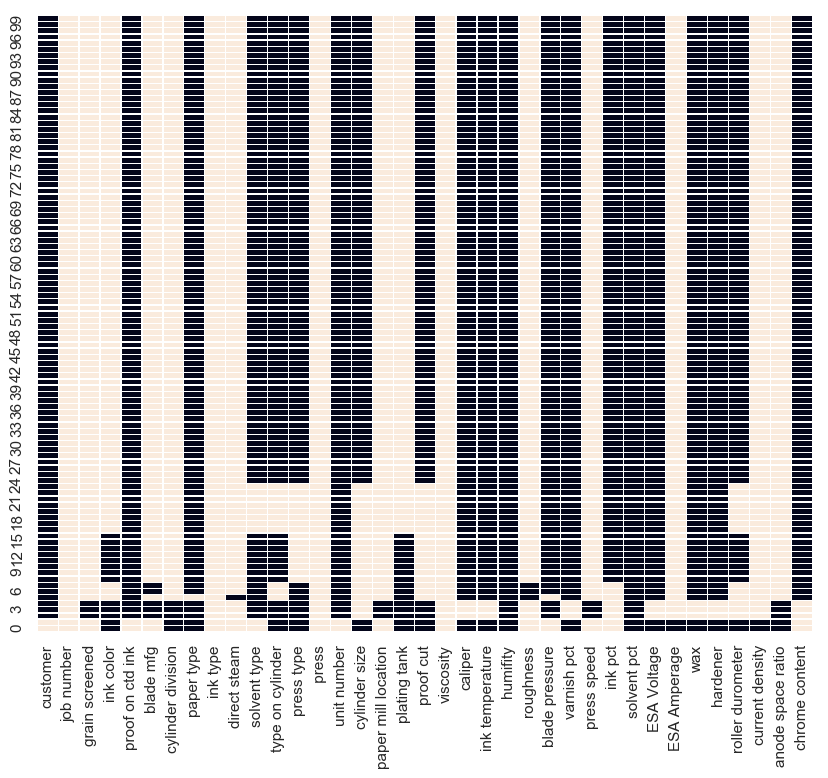 99
96
93
90
87
84
81
78
75
72
69
66
63
60
57
54
51
48
45
42
39
36
33
30
27
24
21
18
15
12
9
6
3
0
customer
job number
grain screened
ink color
proof on ctd ink
blade mfg
cylinder division
paper type
ink type
direct steam
solvent type
type on cylinder
press type
press
unit number
cylinder size
paper mill location
plating tank
proof cut
viscosity
caliper
ink temperature
humifity
roughness
blade pressure
varnish pct
press speed
ink pct
solvent pct
ESA Voltage
ESA Amperage
wax
hardener
roller durometer
current density
anode space ratio
chrome content